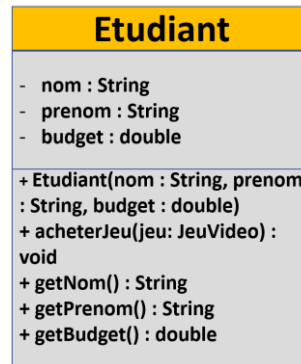 Etudiant
- nom : String
- prenom : String
- budget : double
+ Etudiant(nom : String, prenom
: String, budget : double)
+ acheterJeu(jeu: JeuVideo) :
void
+ getNom() : String
+ getPrenom() : String
+ getBudget() : double